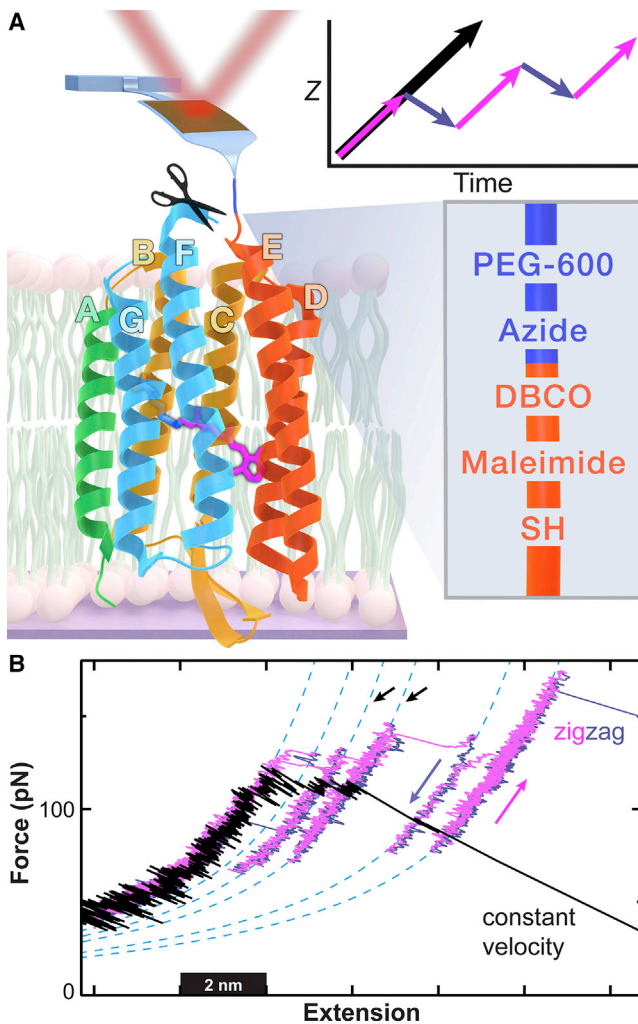 A
Z
Time
B
F
E
A
G
C
D
PEG-600
Azide
DBCO
Maleimide
SH
B
zigzag
Force (pN)
100
constant
velocity
0
2 nm
Extension